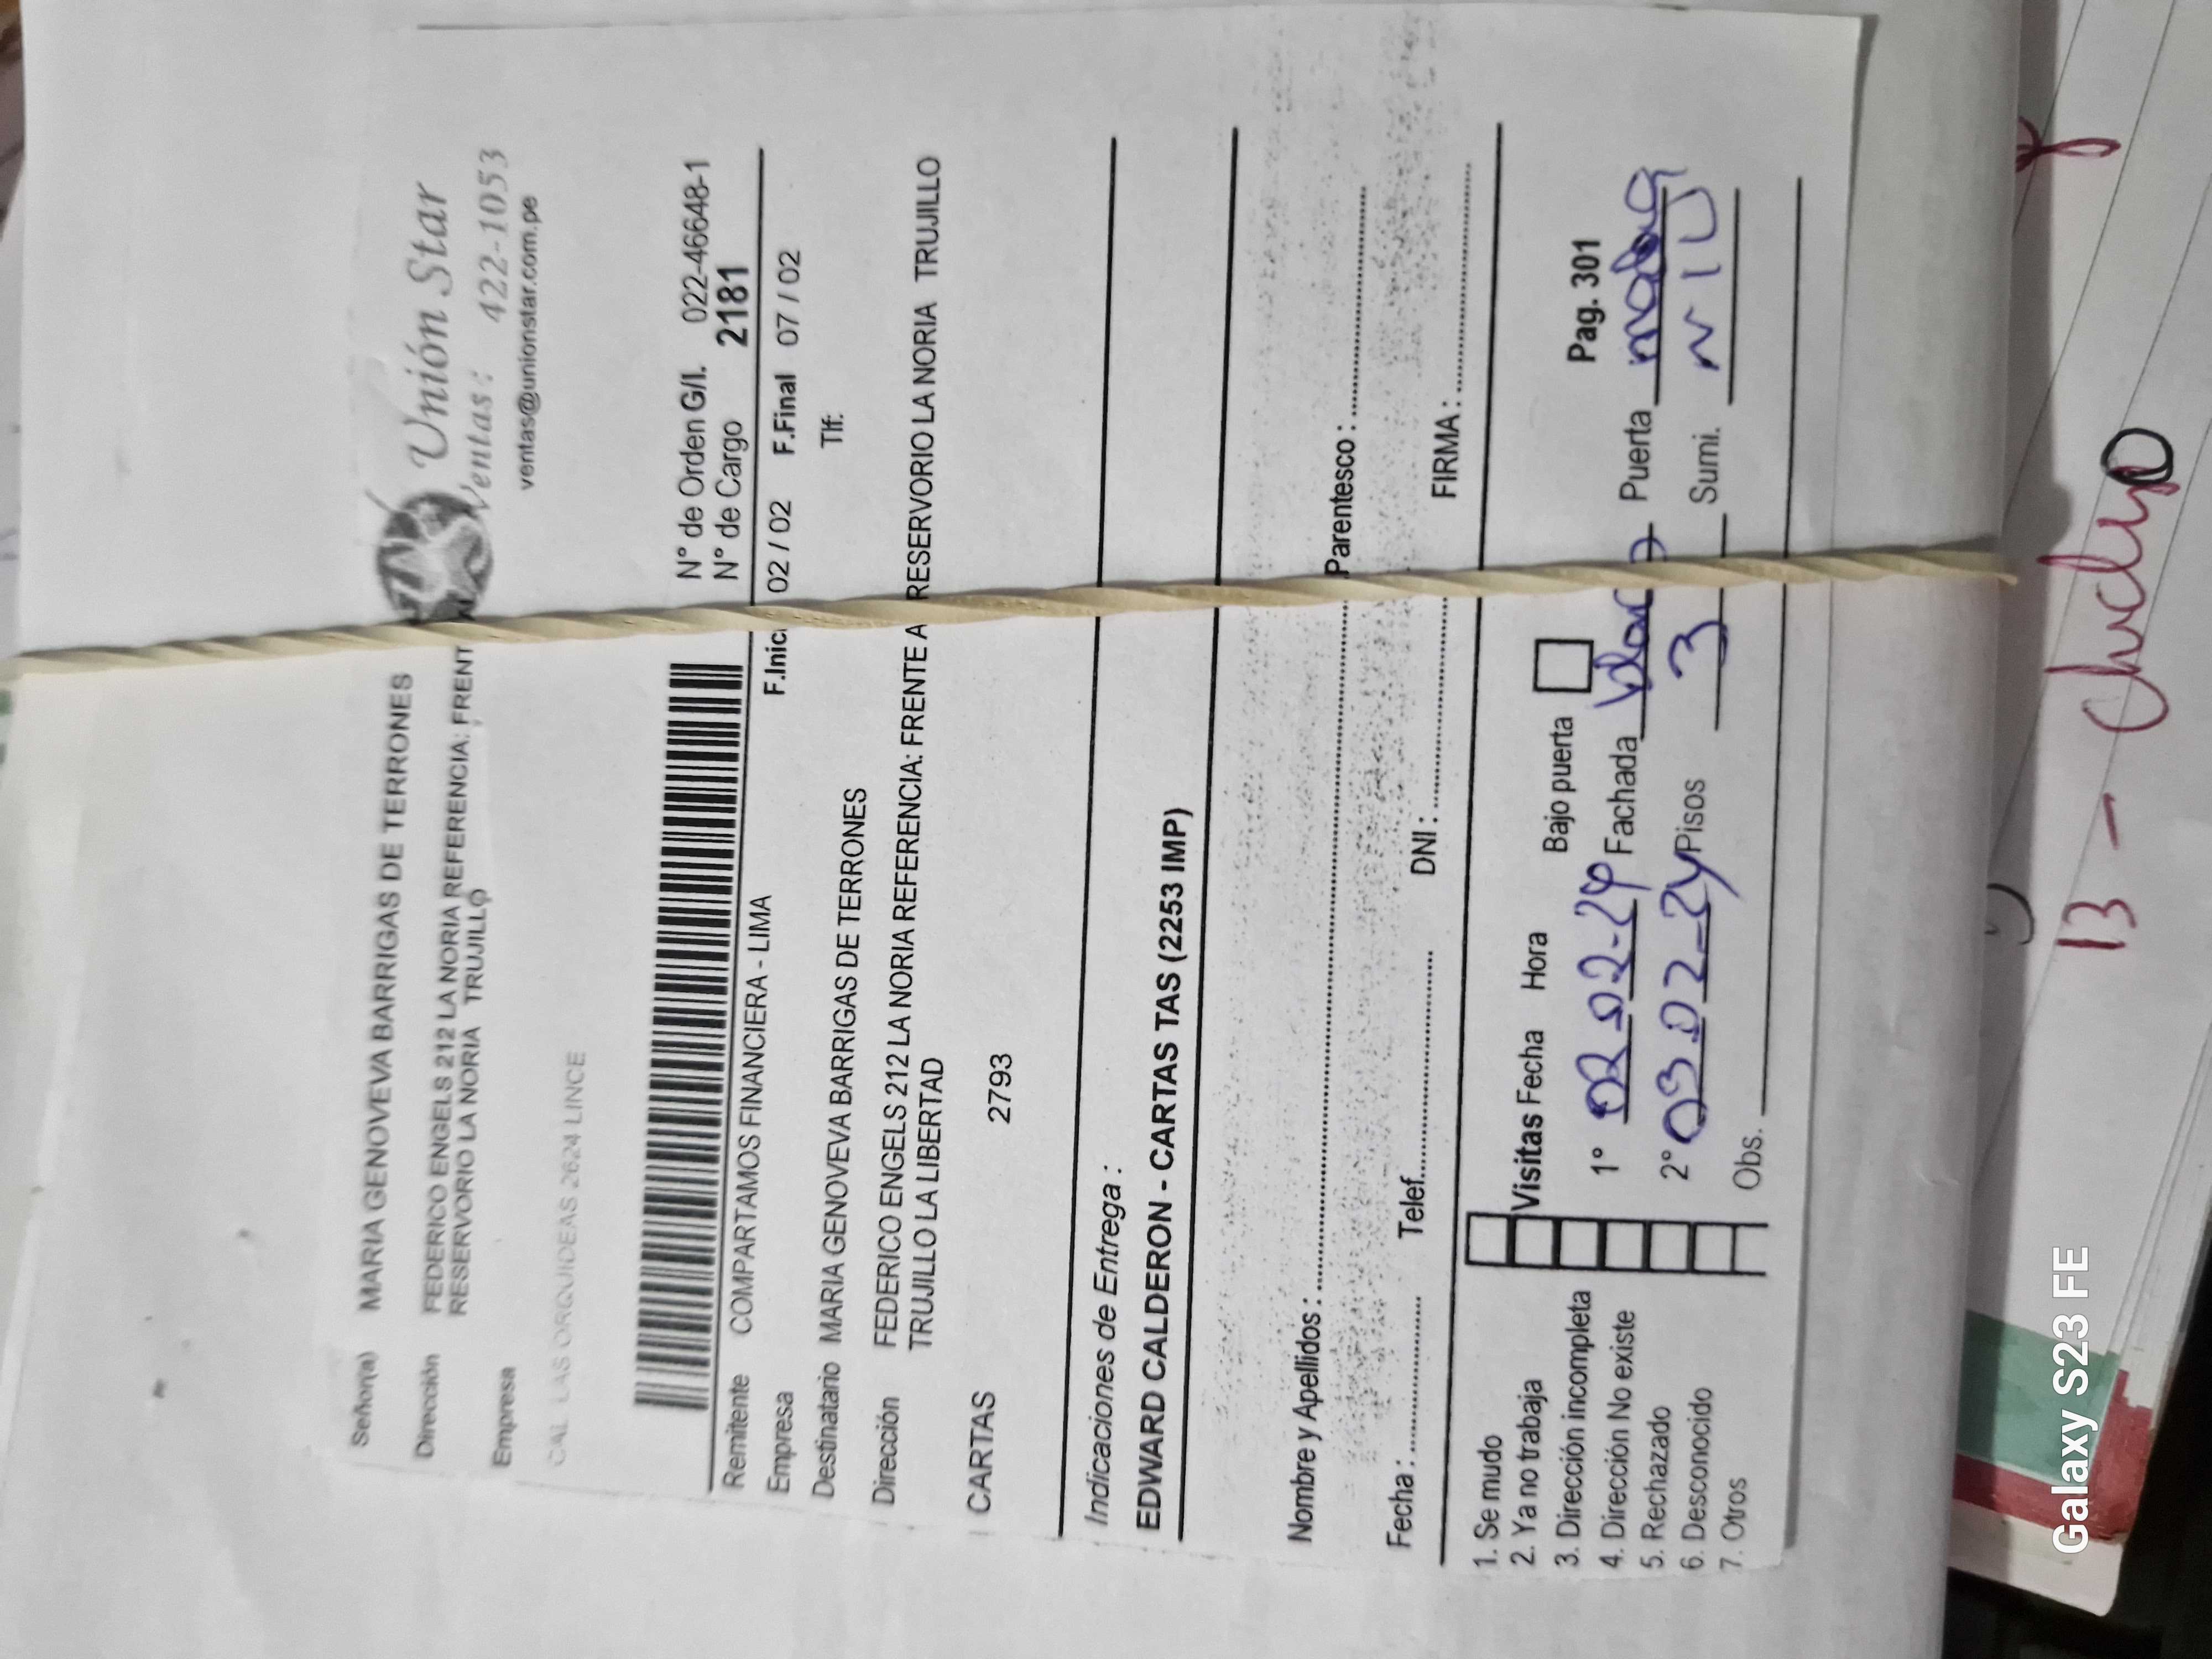 Unión Star
Ventas: 422-1053
ventas@unionstar.com.pe
Señor(a) MARIA GENOVEVA BARRIGAS DE TERRONES
Dirección FEDERICO ENGELS 212 LA NORIA REFERENCIA: FRENT
RESERVORIO LA NORIA TRUJILLO
Empresa
CAL LAS ORQUIDEAS 2624 LINCE
N° de Orden G/I. 022-46648-1
N° de Cargo 2181
Remitente COMPARTAMOS FINANCIERA - LIMA
Empresa F.Inic 02 / 02 F.Final 07 / 02
Destinatario MARIA GENOVEVA BARRIGAS DE TERRONES Tlf:
Dirección FEDERICO ENGELS 212 LA NORIA REFERENCIA: FRENTE A RESERVORIO LA NORIA TRUJILLO
TRUJILLO LA LIBERTAD
CARTAS 2793
Indicaciones de Entrega :
EDWARD CALDERON - CARTAS TAS (2253 IMP)
Nombre y Apellidos : Parentesco :
Fecha : Telef. DNI : FIRMA :
1. Se mudo
2. Ya no trabaja
3. Dirección incompleta
4. Dirección No existe
5. Rechazado
6. Desconocido
7. Otros
Visitas Fecha Hora Bajo puerta Pag. 301
1° 02.02-24 Fachada Puerta
2° 03.02-24 Pisos 3 Sumi.
Obs.
13 -
Galaxy S23 FE